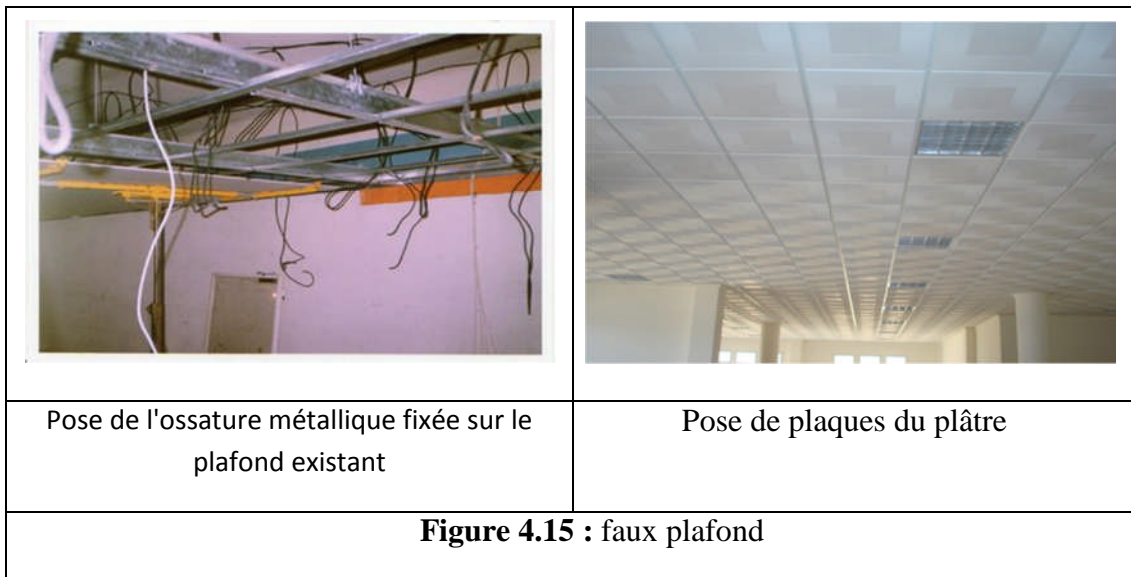 Pose de l'ossature métallique fixée sur le
plafond existant
Pose de plaques du plâtre
Figure 4.15 : faux plafond